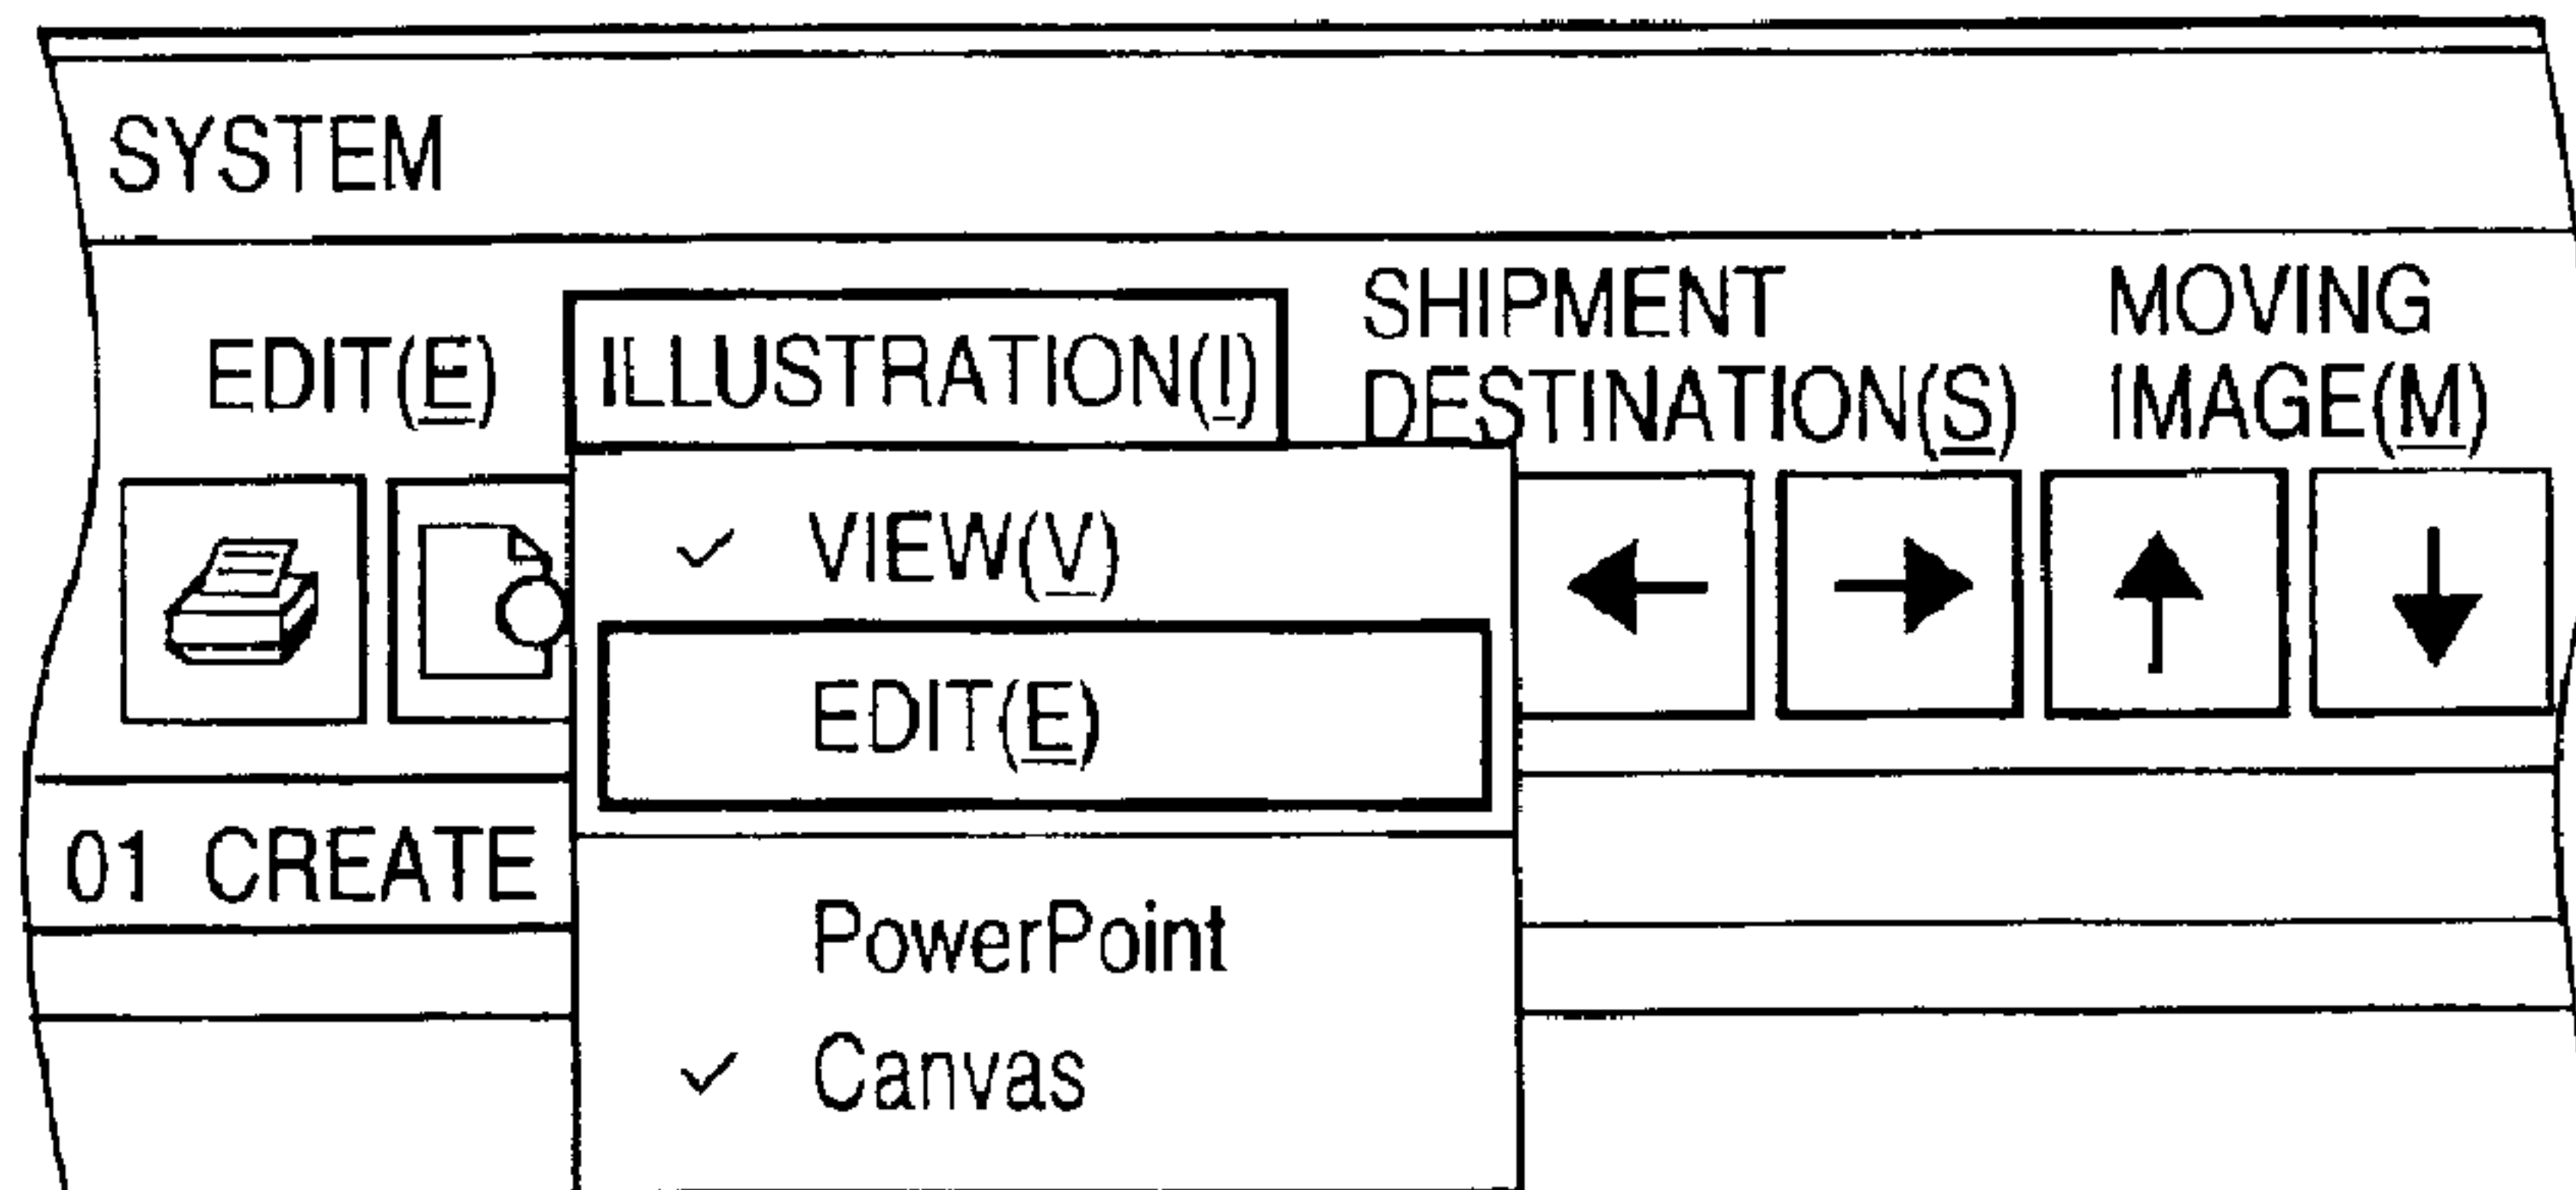 SYSTEM
EDIT(E)
ILLUSTRATION(I)
SHIPMENT
DESTINATION(S)
MOVING
IMAGE(M)
VIEW(V)
EDIT(E)
01 CREATE
PowerPoint
✓ Canvas